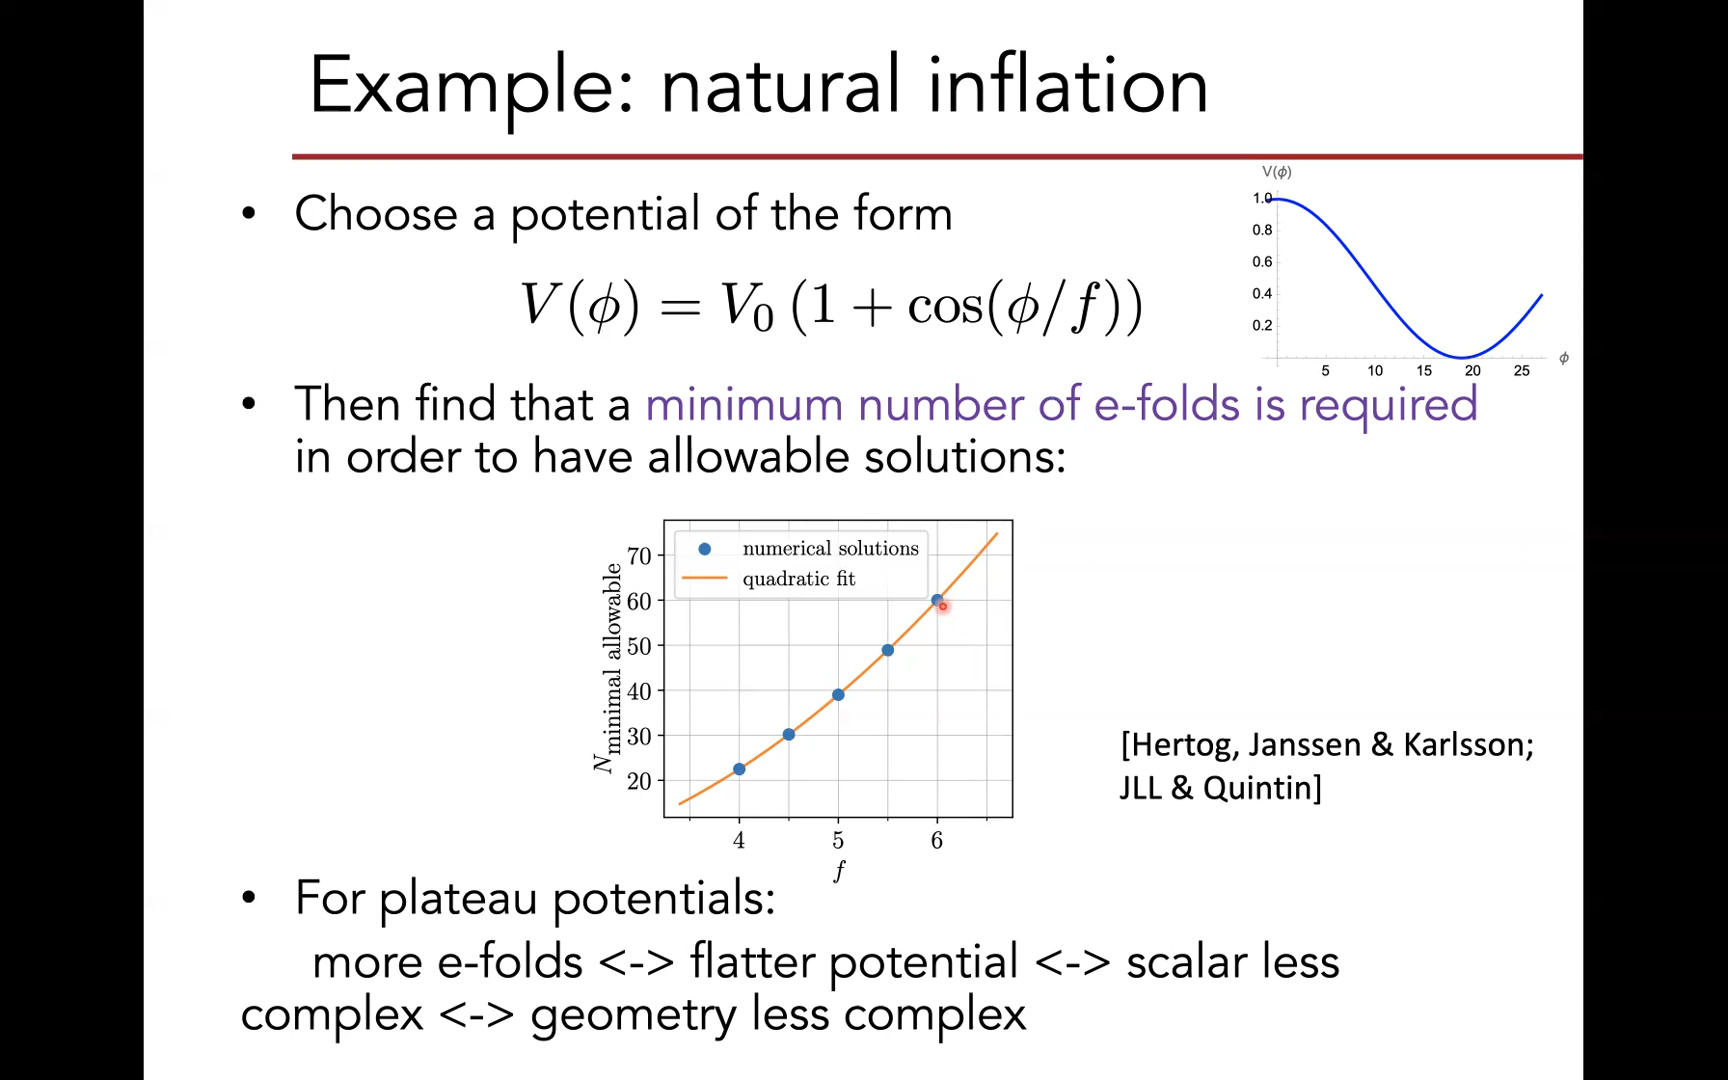 Example: natural inflation
• Choose a potential of the form
V(ϕ) = V₀ (1 + cos(ϕ/f))
V(ϕ)
1.0
0.8
0.6
0.4
0.2
5 10 15 20 25
ϕ
• Then find that a minimum number of e-folds is required
in order to have allowable solutions:
numerical solutions
quadratic fit
N minimal allowable
70
60
50
40
30
20
4 5 6
f
[Hertog, Janssen & Karlsson;
JLL & Quintin]
• For plateau potentials:
more e-folds <-> flatter potential <-> scalar less
complex <-> geometry less complex